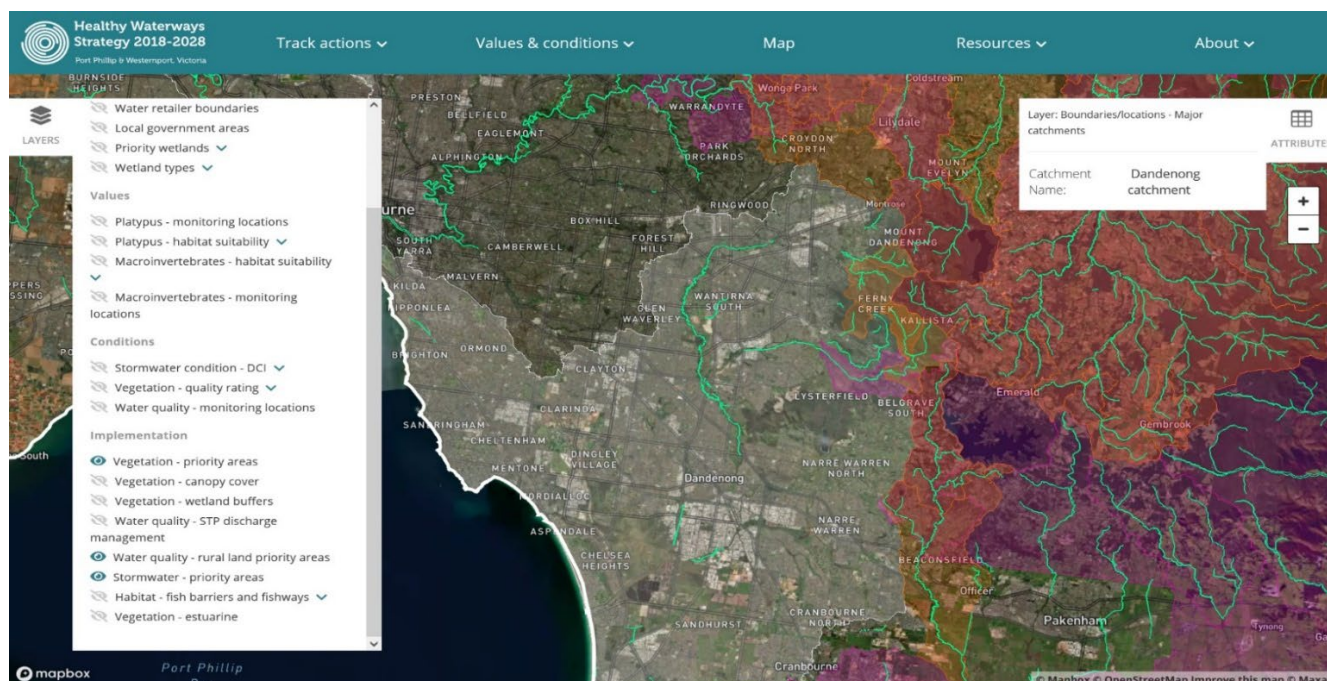 Healthy Waterways
Strategy 2018-2028
Port Phillip & Westernport, Victoria
Track actions
Values & conditions
Map
Resources
About
LAYERS
Water retailer boundaries
Local government areas
Priority wetlands
Wetland types
Values
Platypus - monitoring locations
Platypus - habitat suitability
Macroinvertebrates - habitat suitability
Macroinvertebrates - monitoring
locations
Conditions
Stormwater condition - DCI
Vegetation - quality rating
Water quality - monitoring locations
Implementation
Vegetation - priority areas
Vegetation - canopy cover
Vegetation - wetland buffers
Water quality - STP discharge
management
Water quality - rural land priority areas
Stormwater - priority areas
Habitat - fish barriers and fishways
Vegetation - estuarine
Layer: Boundaries/locations - Major
catchments
Catchment
Name:
Dandenong
catchment
ATTRIBUTE
+
−
BURNSIDE
HEIGHTS
PRESTON
BELLFIELD
EAGLEMONT
ALPHINGTON
WARRANDYTE
Wonga Park
Coldstream
Lilydale
PARK
ORCHARDS
CROYDON
NORTH
MOUNT
EVELYN
urne
BOX HILL
RINGWOOD
Montrose
SOUTH
YARRA
CAMBERWELL
FOREST
HILL
MOUNT
DANDENONG
MALVERN
KILDA
RIPPONLEA
GLEN
WAVERLEY
WANTIRNA
SOUTH
FERNY
CREEK
KALLISTA
BRIGHTON
ORMOND
CLAYTON
LYSTERFIELD
BELGRAVE
SOUTH
Emerald
CLARINDA
SANDRINGHAM
CHELTENHAM
Gembrook
South
MENTONE
DINGLEY
VILLAGE
NARRE WARREN
NORTH
Dandenong
MORDIALLOC
ASPENDALE
NARRE
WARREN
CHELSEA
HEIGHTS
BEACONSFIELD
Officer
CRANBOURNE
NORTH
Pakenham
SANDHURST
Tynong
Cranbourne
Port Phillip
mapbox
© Mapbox © OpenStreetMap Improve this map © Maxa